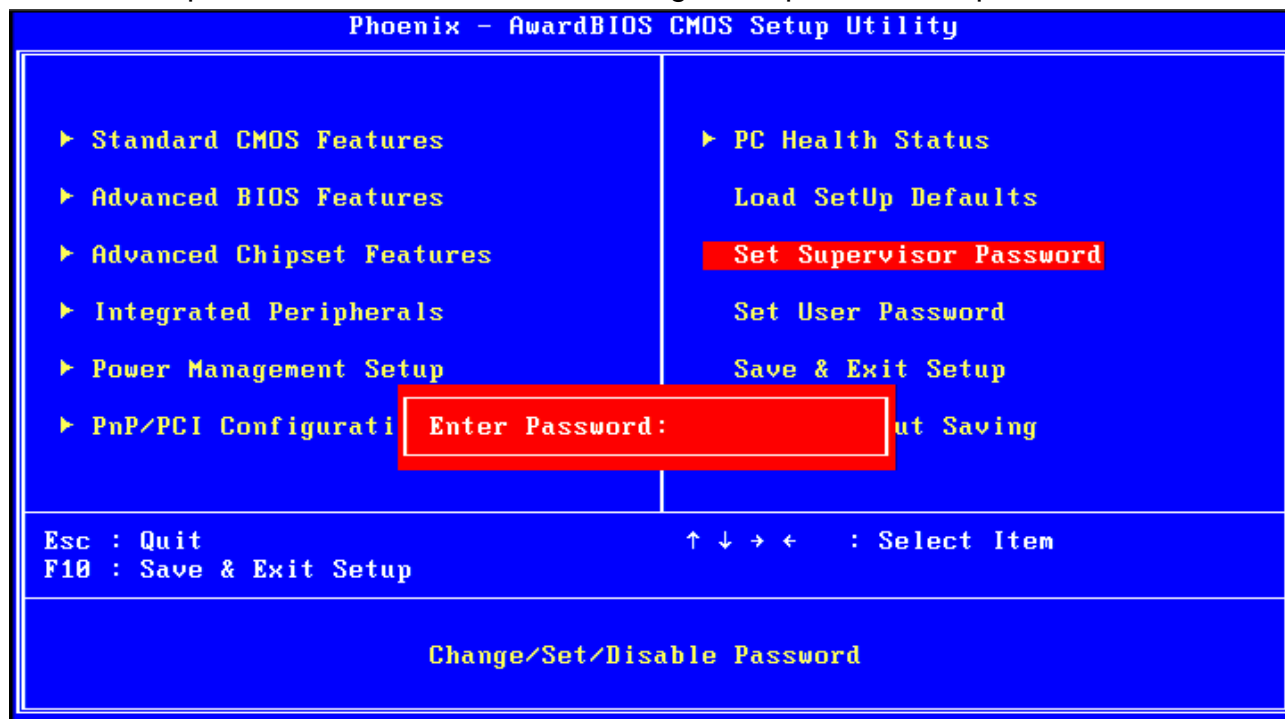 Phoenix - AwardBIOS CMOS Setup Utility
► Standard CMOS Features
► Advanced BIOS Features
► Advanced Chipset Features
► Integrated Peripherals
► Power Management Setup
► PnP/PCI Configurati
► PC Health Status
Load SetUp Defaults
Set Supervisor Password
Set User Password
Save & Exit Setup
ut Saving
Enter Password:
Esc : Quit
F10 : Save & Exit Setup
↑ ↓ → ← : Select Item
Change/Set/Disable Password